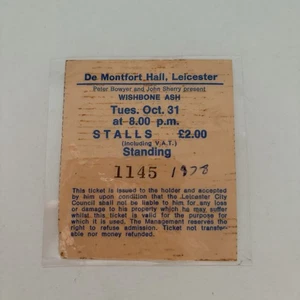 De Montfort Hall, Leicester
Peter Bowyer and John Sherry present
WISHBONE ASH
Tues. Oct. 31
at 8.00 p.m.
STALLS £2.00
(including V.A.T.)
Standing
1145 1978
This ticket is issued to the holder and accepted
by him upon condition that the Leicester City
Council shall not be liable to him for any loss
or damage to his property which he may suffer
whilst this ticket is valid for the purpose for
which it is used. The Management reserves the
right to refuse admission. Ticket not transfer-
able nor money refunded.